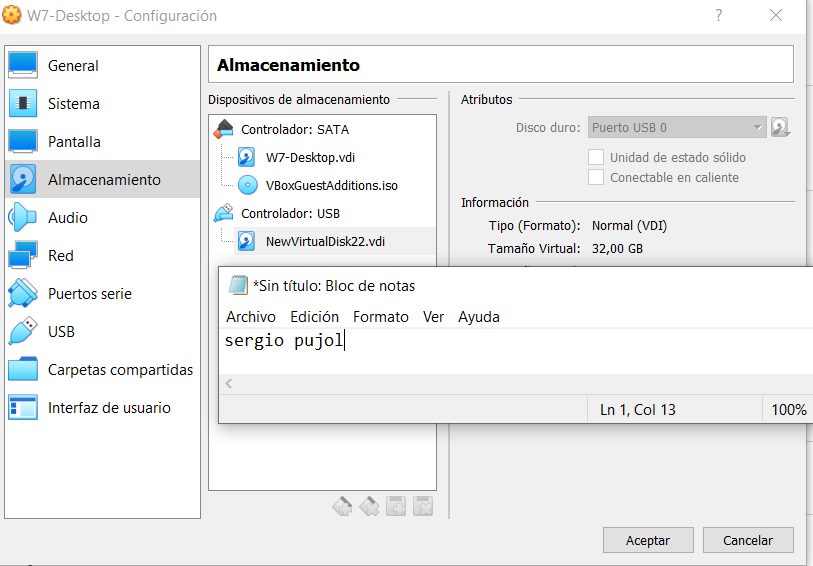 W7-Desktop - Configuración
?
General
Sistema
Pantalla
Almacenamiento
Audio
Red
Puertos serie
USB
Carpetas compartidas
Interfaz de usuario
Almacenamiento
Dispositivos de almacenamiento
Controlador: SATA
W7-Desktop.vdi
VBoxGuestAdditions.iso
Controlador: USB
NewVirtualDisk22.vdi
Atributos
Disco duro: Puerto USB 0
Unidad de estado sólido
Conectable en caliente
Información
Tipo (Formato): Normal (VDI)
Tamaño Virtual: 32,00 GB
*Sin título: Bloc de notas
Archivo Edición Formato Ver Ayuda
sergio pujol
Ln 1, Col 13 100%
Aceptar Cancelar